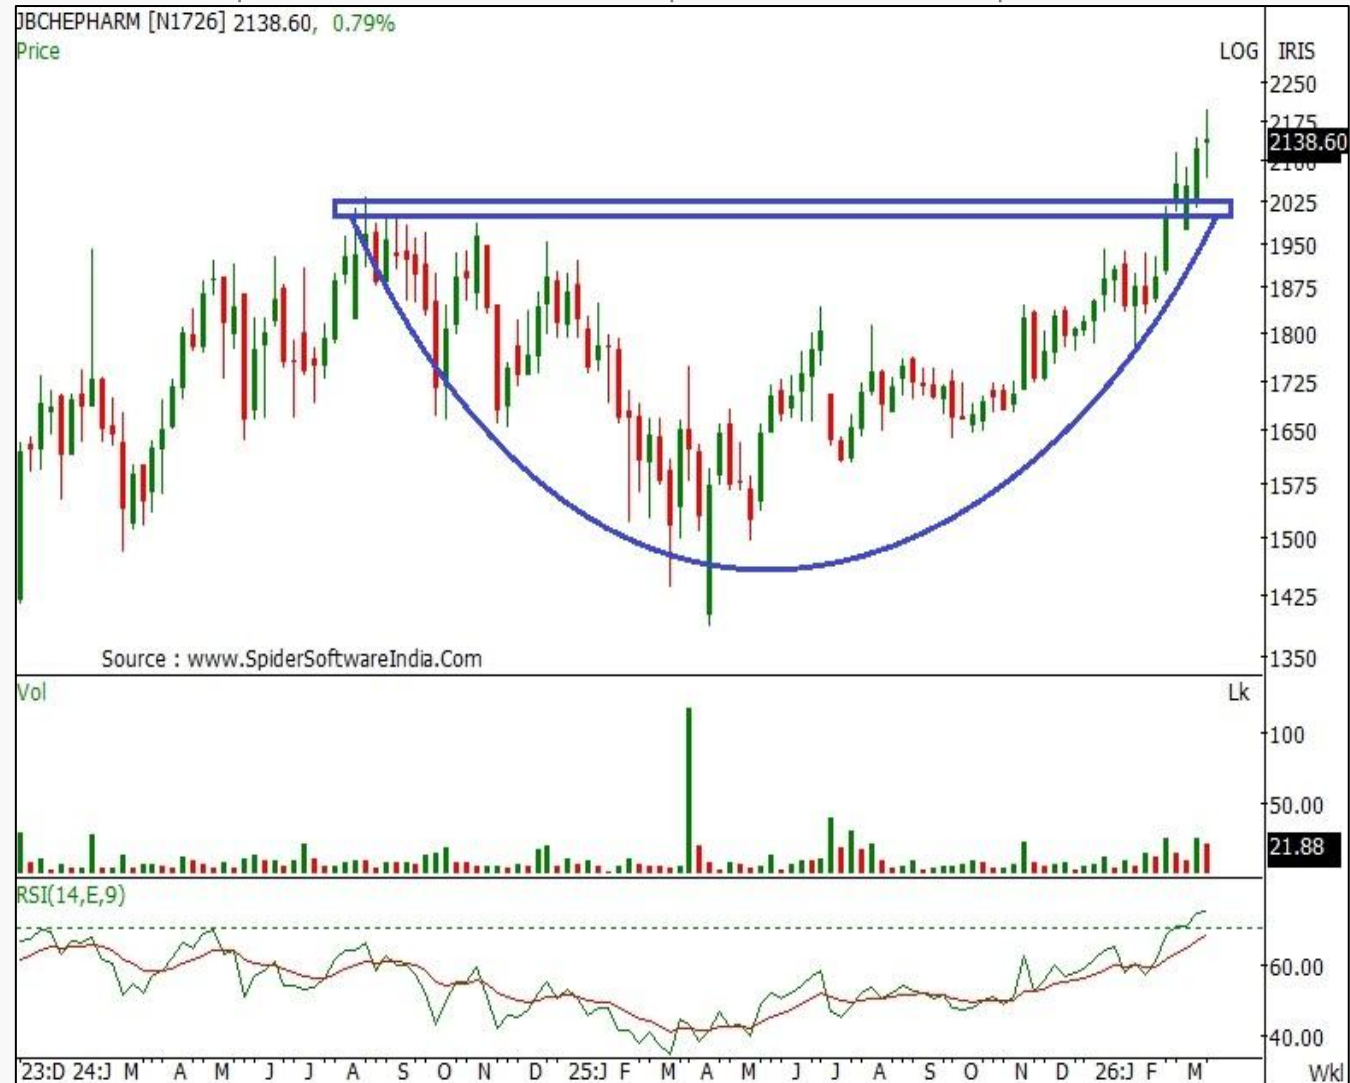 JBCHEPHARM [N1726] 2138.60, 0.79%
Price
LOG IRIS
2250
2175
2138.60
2100
2025
1950
1875
1800
1725
1650
1575
1500
1425
1350
Source : www.SpiderSoftwareIndia.Com
Vol
Lk
100
50.00
21.88
RSI(14,E,9)
60.00
40.00
23:D 24:J M A M J J A S O N D 25:J F M A M J J A S O N D 26:J F M Wkl